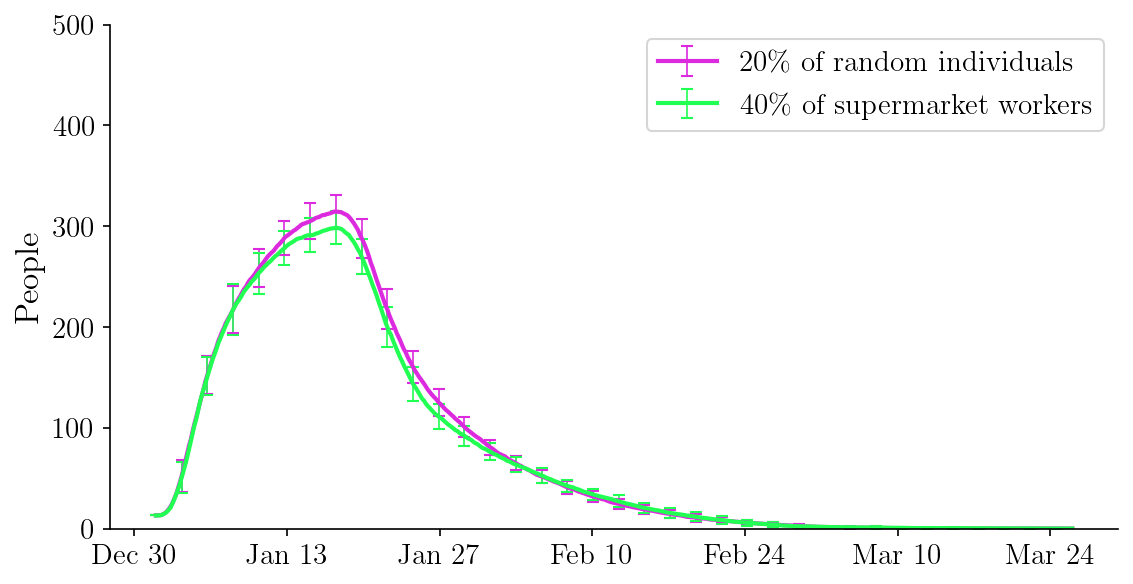 500
400
300
200
100
0
People
20% of random individuals
40% of supermarket workers
Dec 30 Jan 13 Jan 27 Feb 10 Feb 24 Mar 10 Mar 24